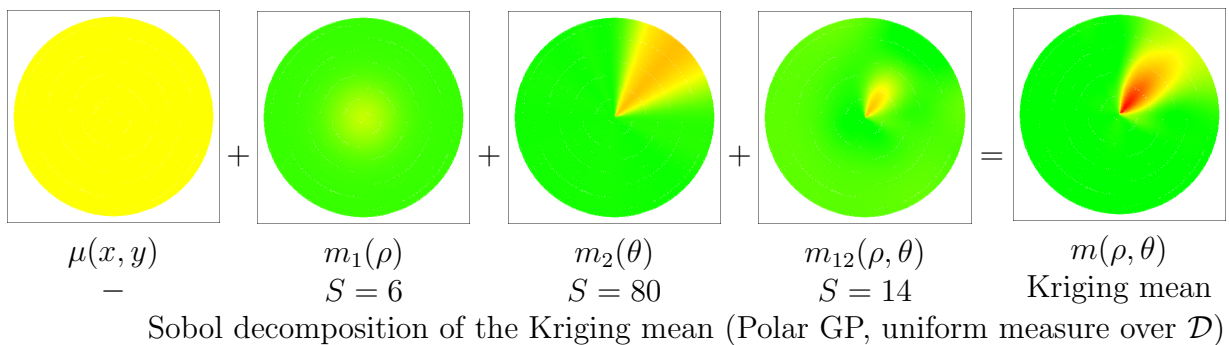 + + + =
μ(x, y) m₁(ρ) m₂(θ) m₁₂(ρ, θ) m(ρ, θ)
− S = 6 S = 80 S = 14 Kriging mean
Sobol decomposition of the Kriging mean (Polar GP, uniform measure over 𝒟)